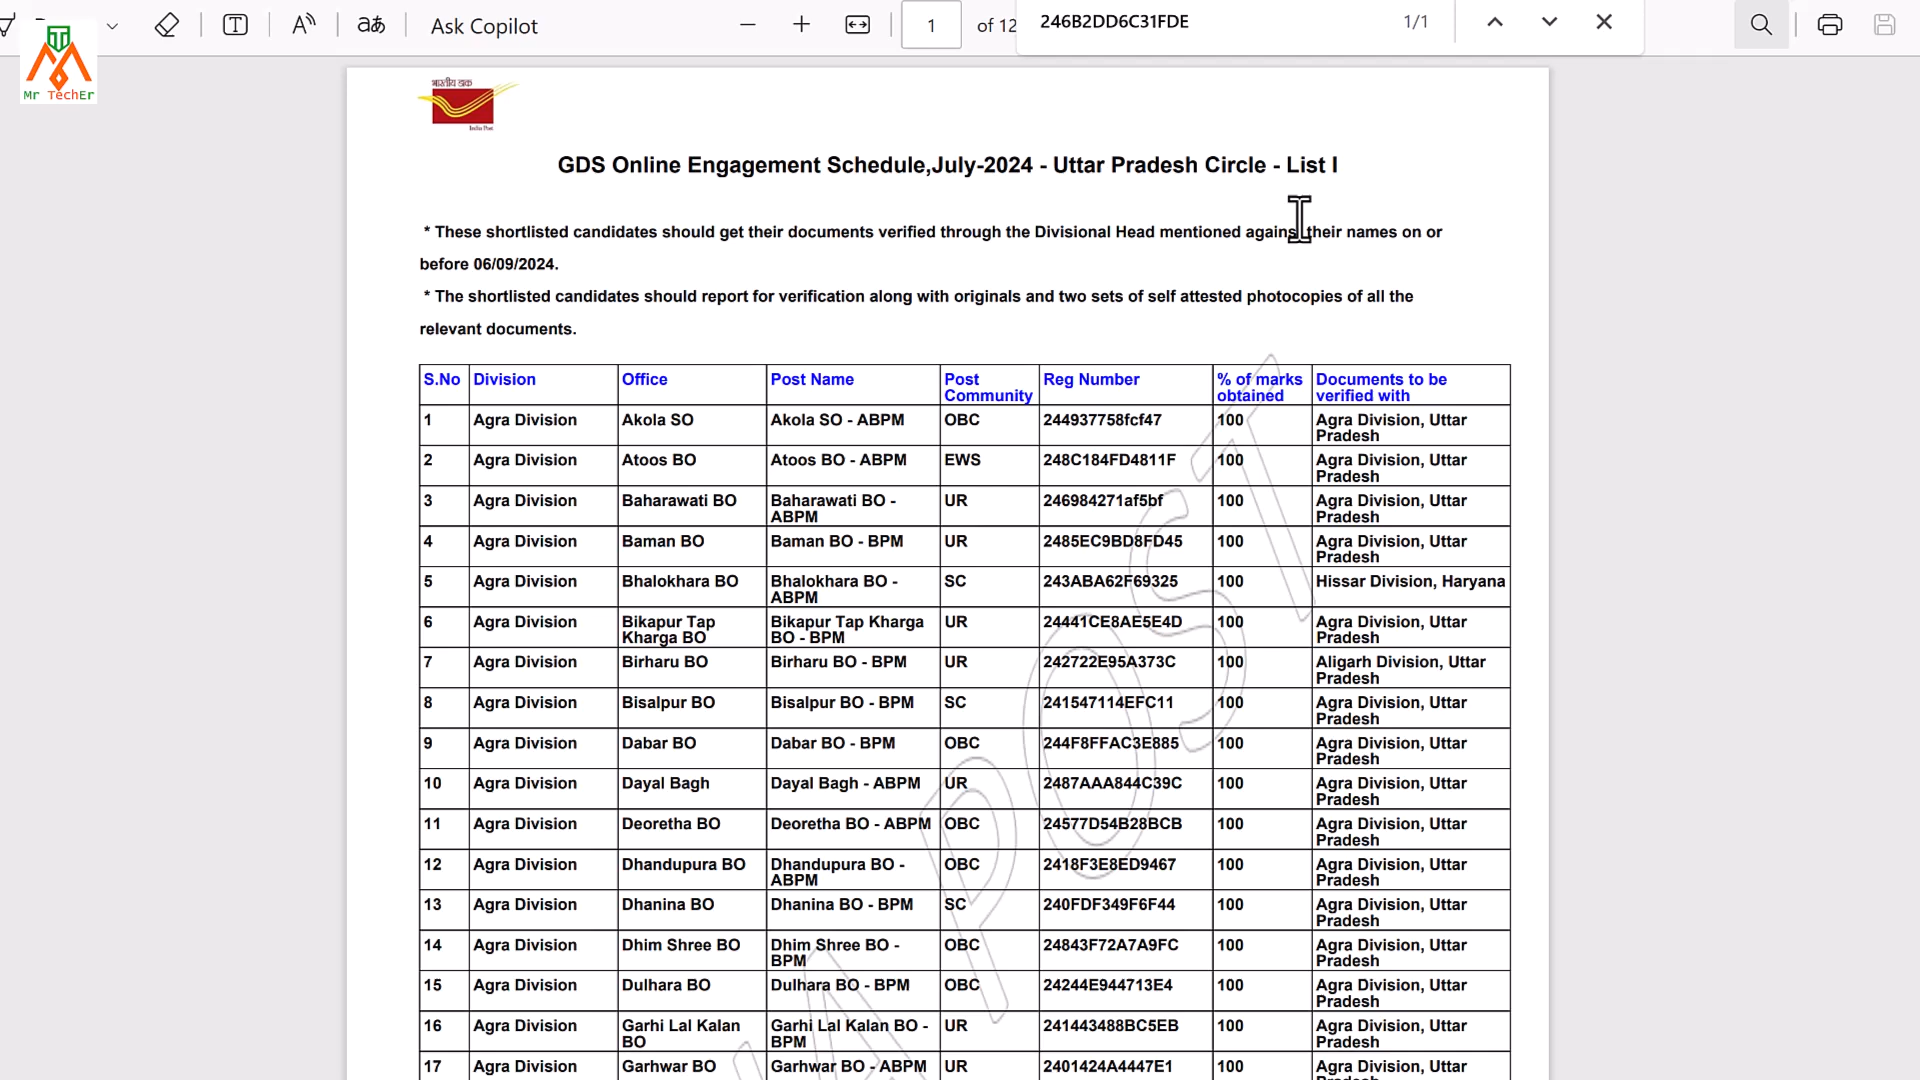 Ask Copilot
1
of 12
246B2DD6C31FDE
1/1
Mr TechEr
भारतीय डाक
India Post
GDS Online Engagement Schedule,July-2024 - Uttar Pradesh Circle - List I
* These shortlisted candidates should get their documents verified through the Divisional Head mentioned against their names on or
before 06/09/2024.
* The shortlisted candidates should report for verification along with originals and two sets of self attested photocopies of all the
relevant documents.
S.No Division Office Post Name Post Community Reg Number % of marks obtained Documents to be verified with
1 Agra Division Akola SO Akola SO - ABPM OBC 244937758fcf47 100 Agra Division, Uttar Pradesh
2 Agra Division Atoos BO Atoos BO - ABPM EWS 248C184FD4811F 100 Agra Division, Uttar Pradesh
3 Agra Division Baharawati BO Baharawati BO - ABPM UR 246984271af5bf 100 Agra Division, Uttar Pradesh
4 Agra Division Baman BO Baman BO - BPM UR 2485EC9BD8FD45 100 Agra Division, Uttar Pradesh
5 Agra Division Bhalokhara BO Bhalokhara BO - ABPM SC 243ABA62F69325 100 Hissar Division, Haryana
6 Agra Division Bikapur Tap Kharga BO Bikapur Tap Kharga BO - BPM UR 24441CE8AE5E4D 100 Agra Division, Uttar Pradesh
7 Agra Division Birharu BO Birharu BO - BPM UR 242722E95A373C 100 Aligarh Division, Uttar Pradesh
8 Agra Division Bisalpur BO Bisalpur BO - BPM SC 241547114EFC11 100 Agra Division, Uttar Pradesh
9 Agra Division Dabar BO Dabar BO - BPM OBC 244F8FFAC3E885 100 Agra Division, Uttar Pradesh
10 Agra Division Dayal Bagh Dayal Bagh - ABPM UR 2487AAA844C39C 100 Agra Division, Uttar Pradesh
11 Agra Division Deoretha BO Deoretha BO - ABPM OBC 24577D54B28BCB 100 Agra Division, Uttar Pradesh
12 Agra Division Dhandupura BO Dhandupura BO - ABPM OBC 2418F3E8ED9467 100 Agra Division, Uttar Pradesh
13 Agra Division Dhanina BO Dhanina BO - BPM SC 240FDF349F6F44 100 Agra Division, Uttar Pradesh
14 Agra Division Dhim Shree BO Dhim Shree BO - BPM OBC 24843F72A7A9FC 100 Agra Division, Uttar Pradesh
15 Agra Division Dulhara BO Dulhara BO - BPM OBC 24244E944713E4 100 Agra Division, Uttar Pradesh
16 Agra Division Garhi Lal Kalan BO Garhi Lal Kalan BO - BPM UR 241443488BC5EB 100 Agra Division, Uttar Pradesh
17 Agra Division Garhwar BO Garhwar BO - ABPM UR 2401424A4447E1 100 Agra Division, Uttar
A POST